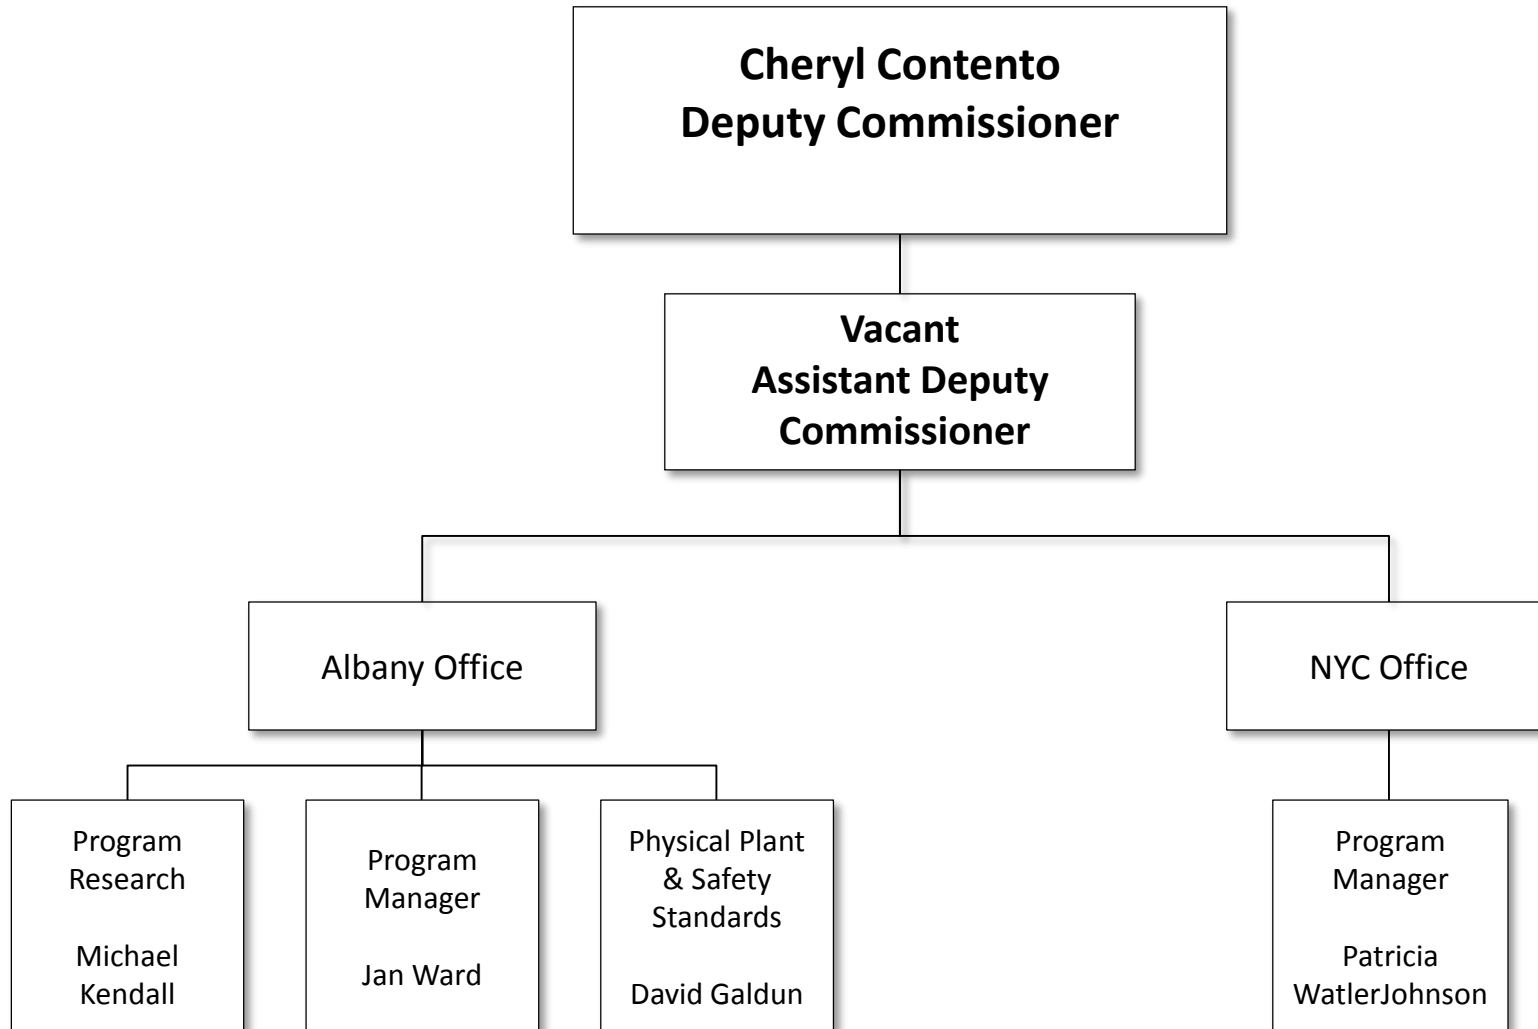 Cheryl Contento
Deputy Commissioner
Vacant
Assistant Deputy
Commissioner
Albany Office
NYC Office
Program
Research
Michael
Kendall
Program
Manager
Jan Ward
Physical Plant
& Safety
Standards
David Galdun
Program
Manager
Patricia
WatlerJohnson